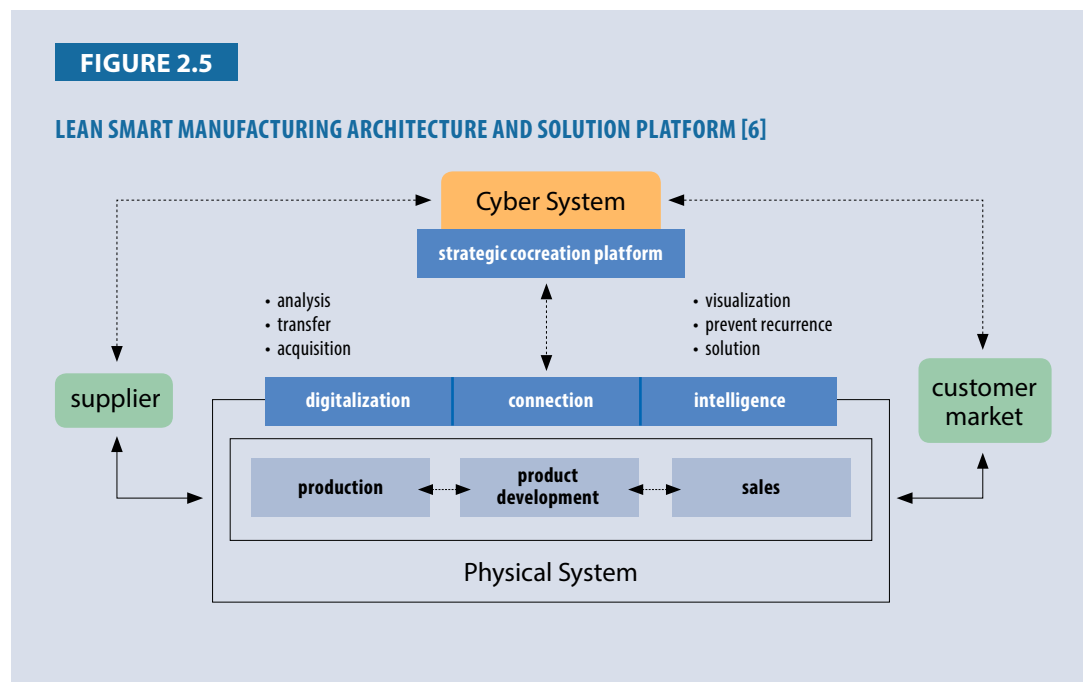 FIGURE 2.5
LEAN SMART MANUFACTURING ARCHITECTURE AND SOLUTION PLATFORM [6]
Cyber System
strategic cocreation platform
• analysis
• transfer
• acquisition
• visualization
• prevent recurrence
• solution
supplier
digitalization
connection
intelligence
customer
market
production
product
development
sales
Physical System